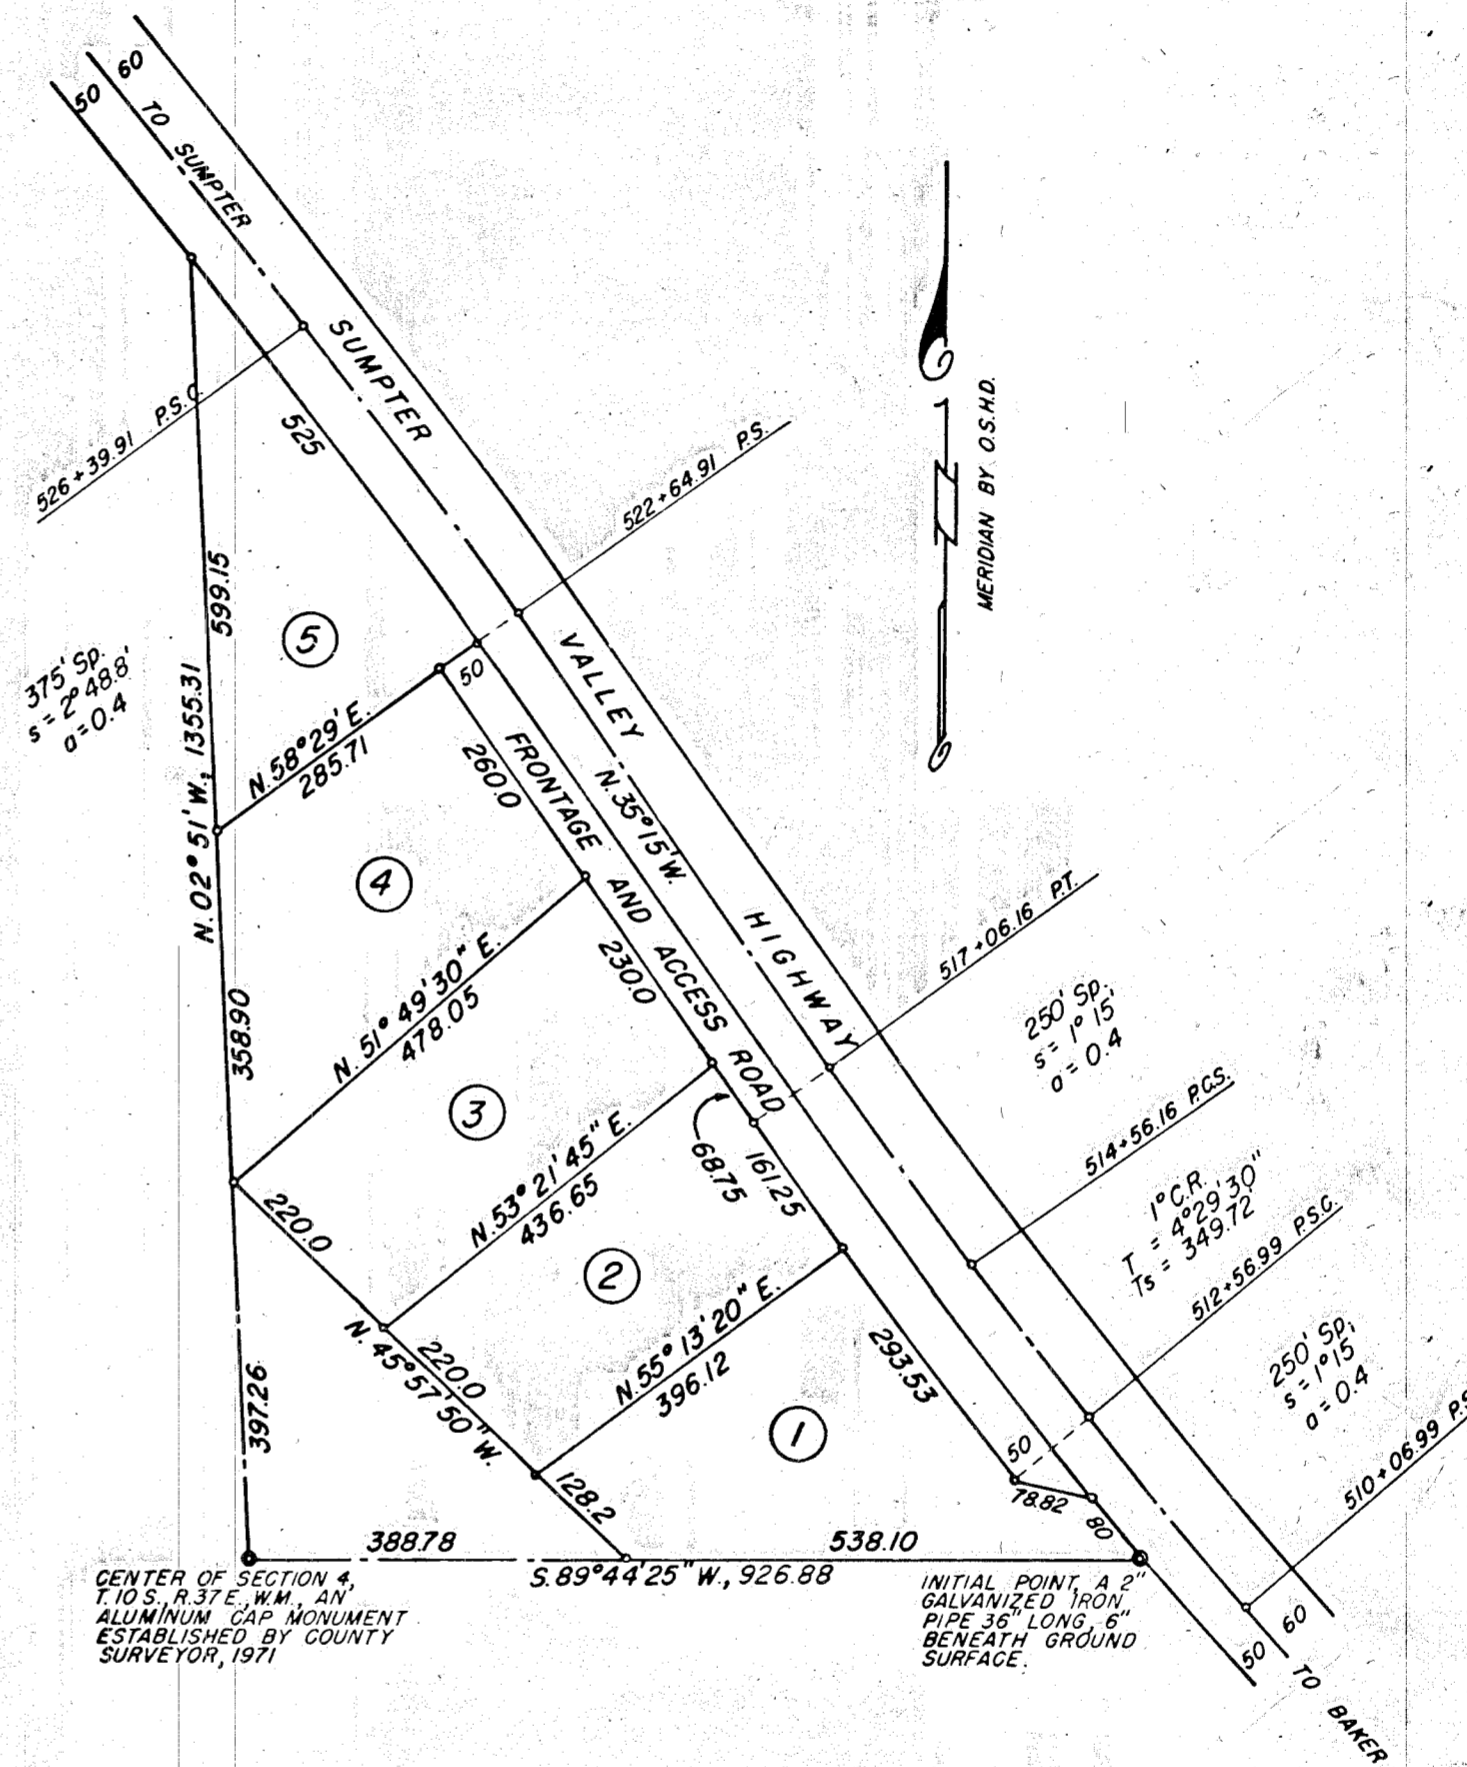 60
50
TO SUMPTER
SUMPTER VALLEY HIGHWAY
526+39.91 P.S.C.
525
522+64.91 P.S.
MERIDIAN BY O.S.H.D.
N
599.15
5
375' Sp.
s = 2° 48.8'
a = 0.4
N. 02° 51' W., 1355.31
N. 58° 29' E.
285.71
50
260.0
FRONTAGE AND ACCESS ROAD
N. 35° 15' W.
4
517+06.16 P.T.
N. 51° 49' 30" E.
478.05
230.0
358.90
250' Sp.
s = 1° 15'
a = 0.4
3
514+56.16 P.C.S.
68.75
161.25
N. 53° 21' 45" E.
436.65
220.0
1° C.R.
T = 4°29'30"
Ts = 349.72'
512+56.99 P.S.C.
2
N. 55° 13' 20" E.
396.12
293.53
220.0
N. 45° 57' 50" W.
397.26
1
250' Sp.
s = 1° 15'
a = 0.4
50
78.82
80
128.2
510+06.99 P.S
388.78
538.10
S. 89° 44' 25" W., 926.88
CENTER OF SECTION 4,
T. 10 S., R. 37 E., W.M., AN
ALUMINUM CAP MONUMENT
ESTABLISHED BY COUNTY
SURVEYOR, 1971
INITIAL POINT, A 2"
GALVANIZED IRON
PIPE 36" LONG, 6"
BENEATH GROUND
SURFACE.
60
50
TO BAKER